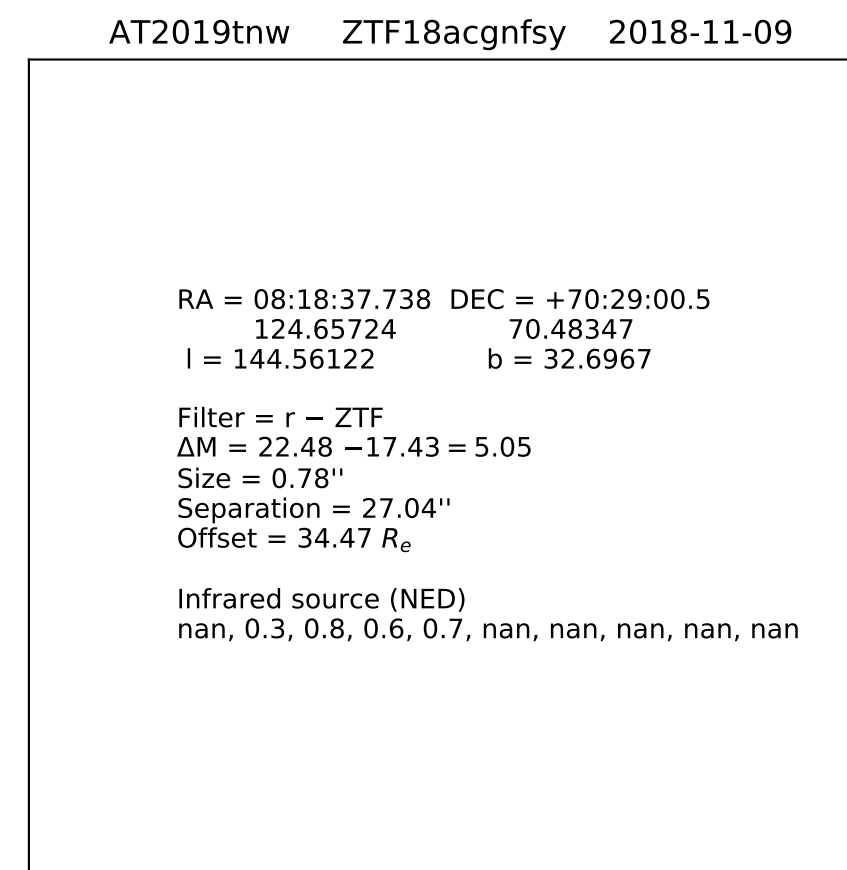 AT2019tnw ZTF18acgnfsy 2018-11-09
RA = 08:18:37.738 DEC = +70:29:00.5
124.65724 70.48347
l = 144.56122 b = 32.6967
Filter = r − ZTF
ΔM = 22.48 −17.43 = 5.05
Size = 0.78''
Separation = 27.04''
Offset = 34.47 Rₑ
Infrared source (NED)
nan, 0.3, 0.8, 0.6, 0.7, nan, nan, nan, nan, nan